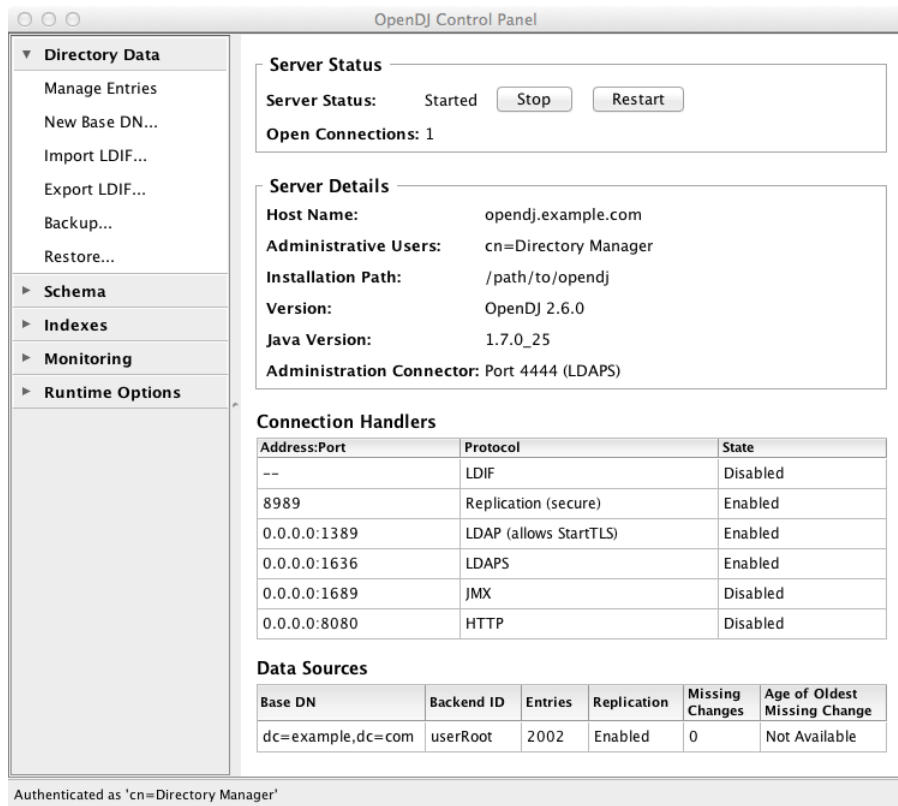 OpenDJ Control Panel
Directory Data
Manage Entries
New Base DN...
Import LDIF...
Export LDIF...
Backup...
Restore...
Schema
Indexes
Monitoring
Runtime Options
Server Status
Server Status: Started Stop Restart
Open Connections: 1
Server Details
Host Name: opendj.example.com
Administrative Users: cn=Directory Manager
Installation Path: /path/to/opendj
Version: OpenDJ 2.6.0
Java Version: 1.7.0_25
Administration Connector: Port 4444 (LDAPS)
Connection Handlers
Address:Port Protocol State
-- LDIF Disabled
8989 Replication (secure) Enabled
0.0.0.0:1389 LDAP (allows StartTLS) Enabled
0.0.0.0:1636 LDAPS Enabled
0.0.0.0:1689 JMX Disabled
0.0.0.0:8080 HTTP Disabled
Data Sources
Base DN Backend ID Entries Replication Missing Changes Age of Oldest Missing Change
dc=example,dc=com userRoot 2002 Enabled 0 Not Available
Authenticated as 'cn=Directory Manager'